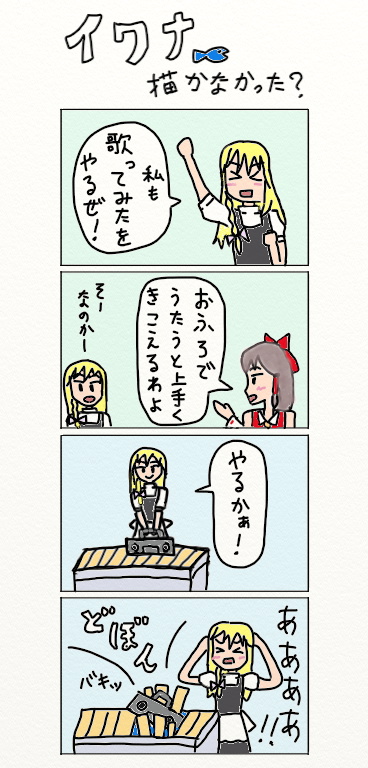 イワナ
描かなかった?
私も
歌ってみたを
やるぜ!
おふろで
うたうと上手く
きこえるわよ
そー
なのかー
やるかぁ!
どぼん
バキッ
ああああ!!